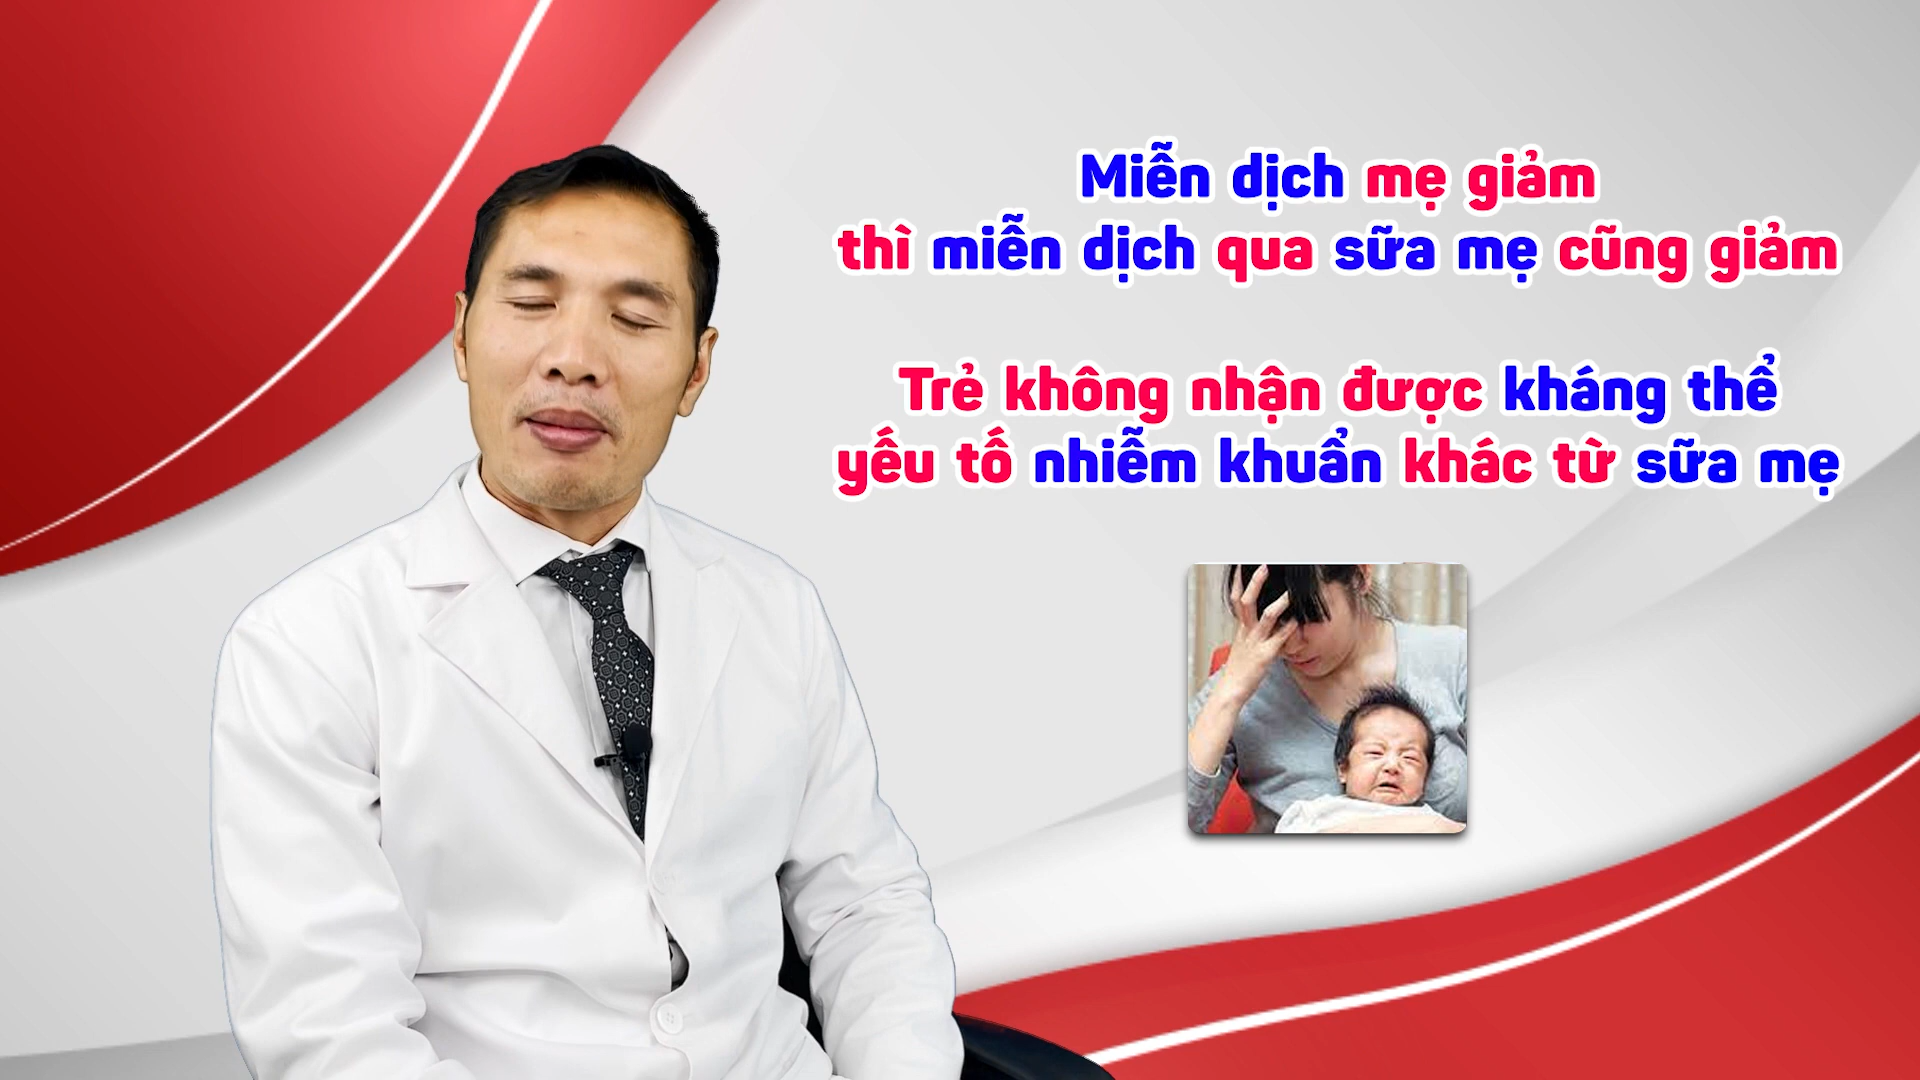 Miễn dịch mẹ giảm
thì miễn dịch qua sữa mẹ cũng giảm
Trẻ không nhận được kháng thể
yếu tố nhiễm khuẩn khác từ sữa mẹ